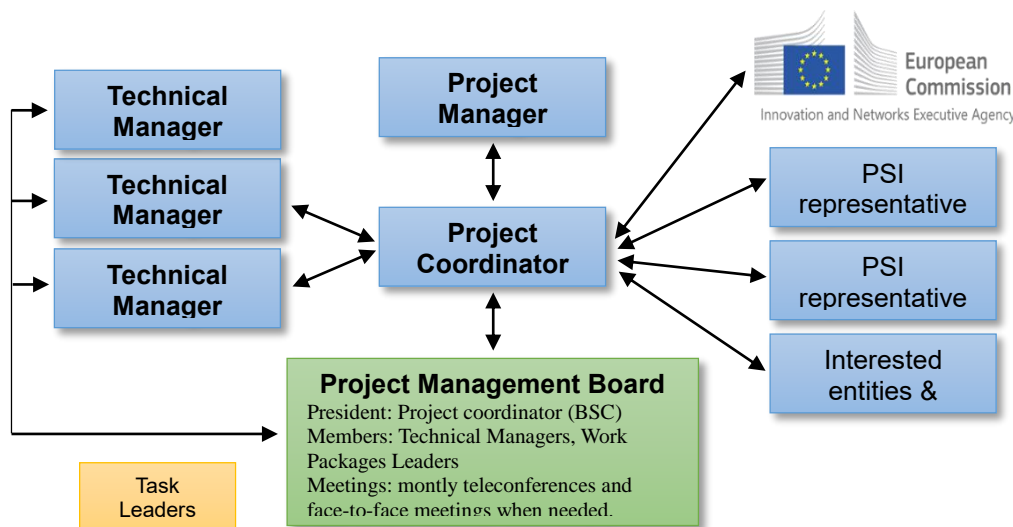 Technical
Manager
Technical
Manager
Technical
Manager
Project
Manager
Project
Coordinator
European
Commission
Innovation and Networks Executive Agency
PSI
representative
PSI
representative
Interested
entities &
Project Management Board
President: Project coordinator (BSC)
Members: Technical Managers, Work
Packages Leaders
Meetings: montly teleconferences and
face-to-face meetings when needed.
Task
Leaders